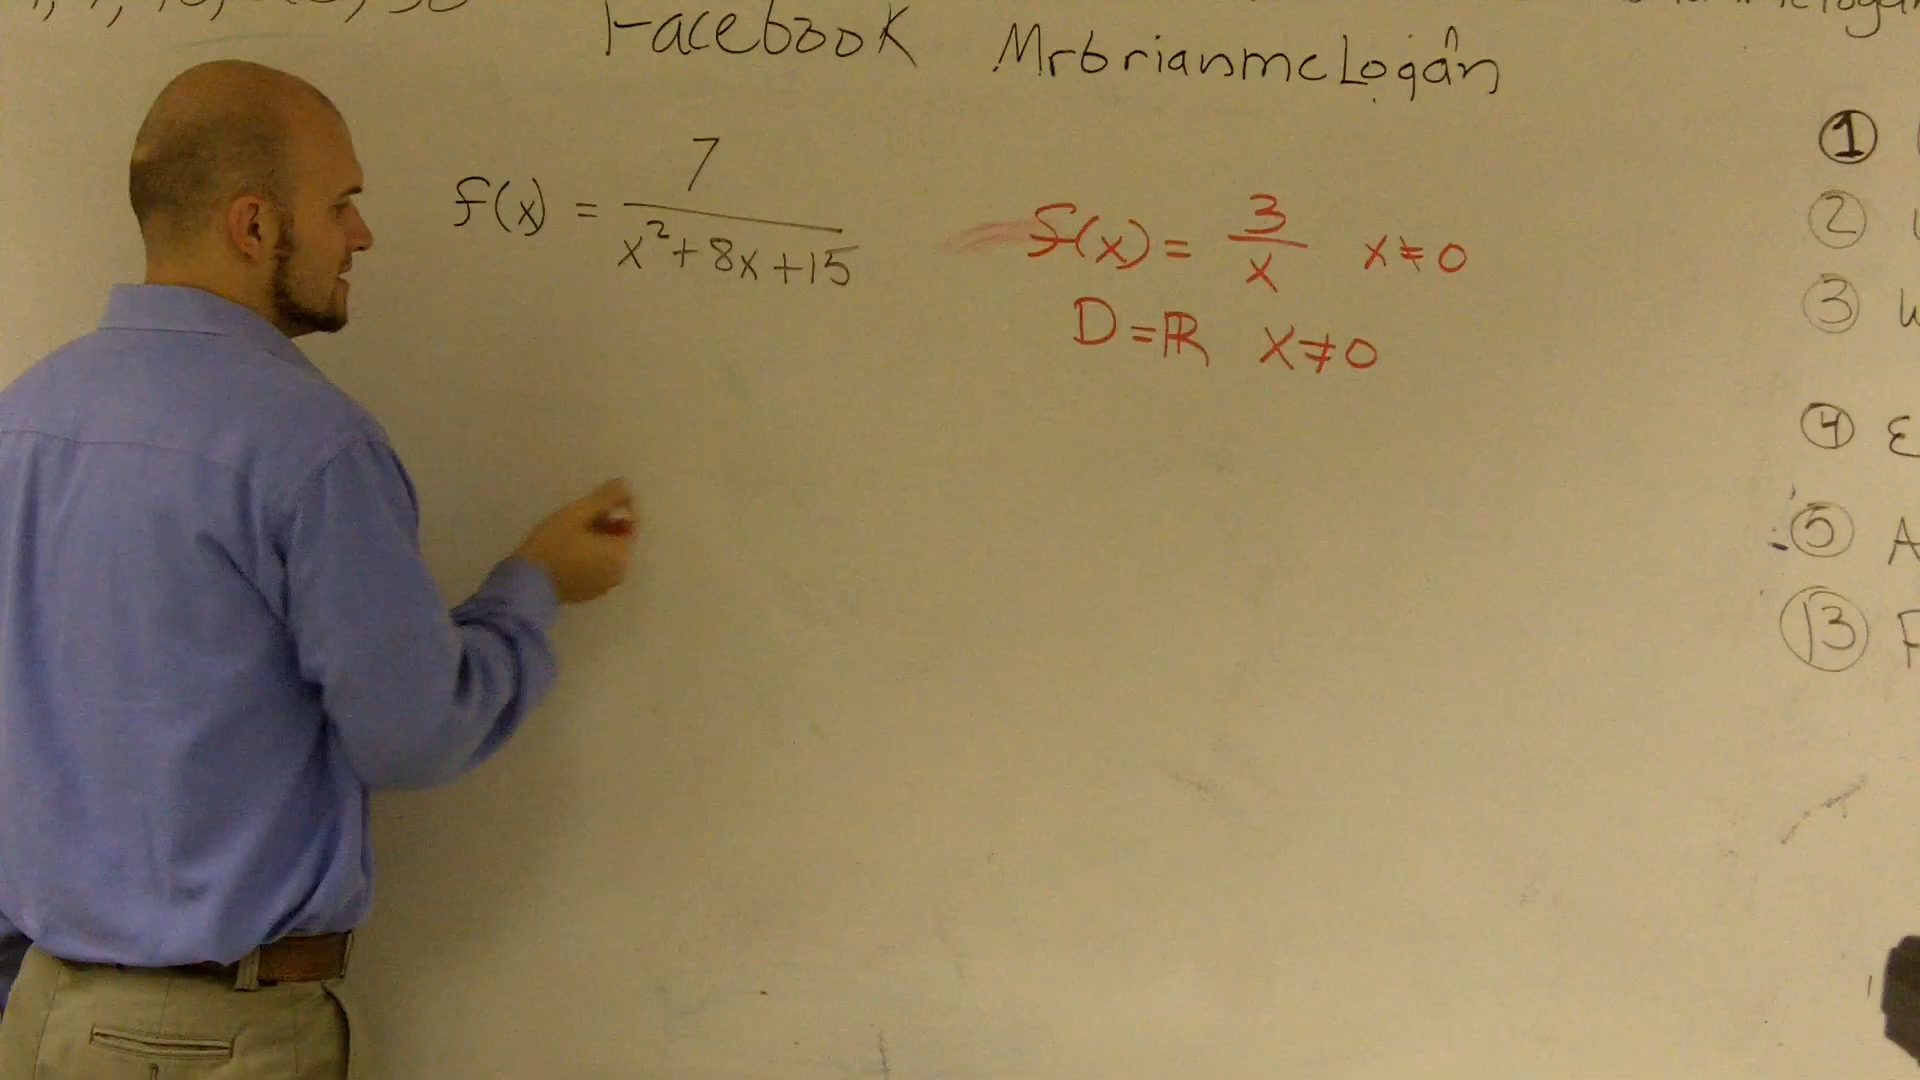 Facebook MrbrianmcLogan
f(x) = 7 / x² + 8x + 15
f(x) = 3/x x ≠ 0
D = ℝ x ≠ 0
①
②
③ W
④ E
⑤ A
⑬ F